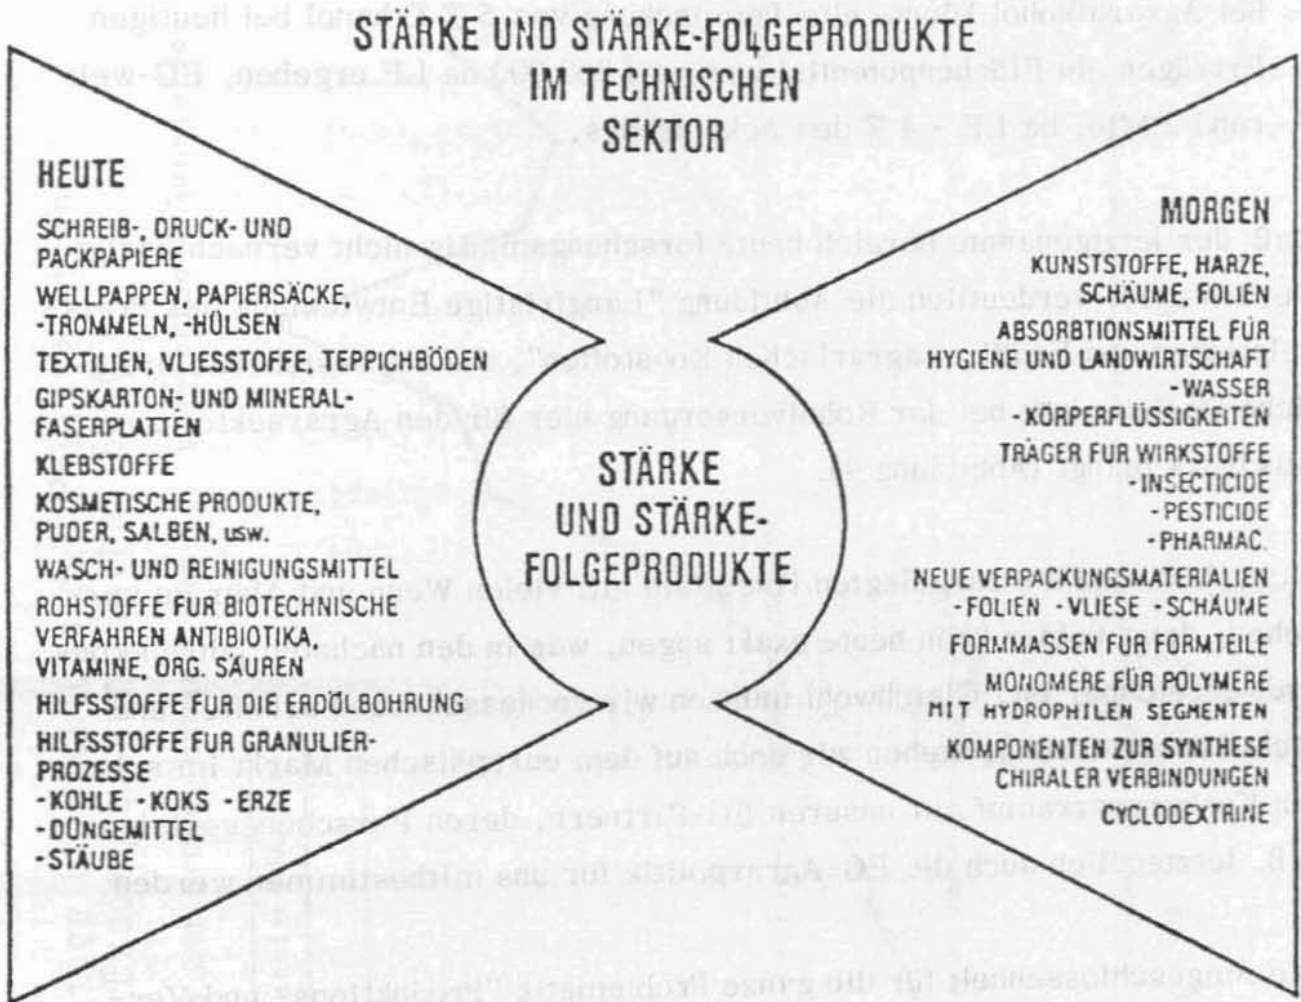 STÄRKE UND STÄRKE-FOLGEPRODUKTE
IM TECHNISCHEN
SEKTOR
HEUTE
SCHREIB-, DRUCK- UND
PACKPAPIERE
WELLPAPPEN, PAPIERSÄCKE,
-TROMMELN, -HÜLSEN
TEXTILIEN, VLIESSTOFFE, TEPPICHBÖDEN
GIPSKARTON- UND MINERAL-
FASERPLATTEN
KLEBSTOFFE
KOSMETISCHE PRODUKTE,
PUDER, SALBEN, usw.
WASCH- UND REINIGUNGSMITTEL
ROHSTOFFE FUR BIOTECHNISCHE
VERFAHREN ANTIBIOTIKA,
VITAMINE, ORG. SÄUREN
HILFSSTOFFE FUR DIE ERDÖLBOHRUNG
HILFSSTOFFE FUR GRANULIER-
PROZESSE
-KOHLE -KOKS -ERZE
-DÜNGEMITTEL
-STÄUBE
STÄRKE
UND STÄRKE-
FOLGEPRODUKTE
MORGEN
KUNSTSTOFFE, HARZE,
SCHÄUME, FOLIEN
ABSORBTIONSMITTEL FÜR
HYGIENE UND LANDWIRTSCHAFT
-WASSER
-KÖRPERFLÜSSIGKEITEN
TRÄGER FUR WIRKSTOFFE
-INSECTICIDE
-PESTICIDE
-PHARMAC.
NEUE VERPACKUNGSMATERIALIEN
-FOLIEN -VLIESE -SCHÄUME
FORMMASSEN FÜR FORMTEILE
MONOMERE FÜR POLYMERE
MIT HYDROPHILEN SEGMENTEN
KOMPONENTEN ZUR SYNTHESE
CHIRALER VERBINDUNGEN
CYCLODEXTRINE